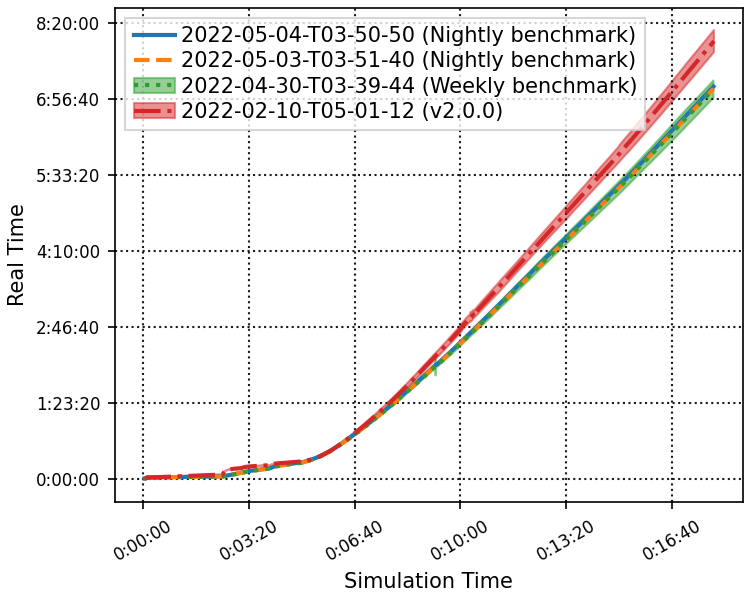 8:20:00
6:56:40
5:33:20
4:10:00
2:46:40
1:23:20
0:00:00
Real Time
2022-05-04-T03-50-50 (Nightly benchmark)
2022-05-03-T03-51-40 (Nightly benchmark)
2022-04-30-T03-39-44 (Weekly benchmark)
2022-02-10-T05-01-12 (v2.0.0)
0:00:00
0:03:20
0:06:40
0:10:00
0:13:20
0:16:40
Simulation Time